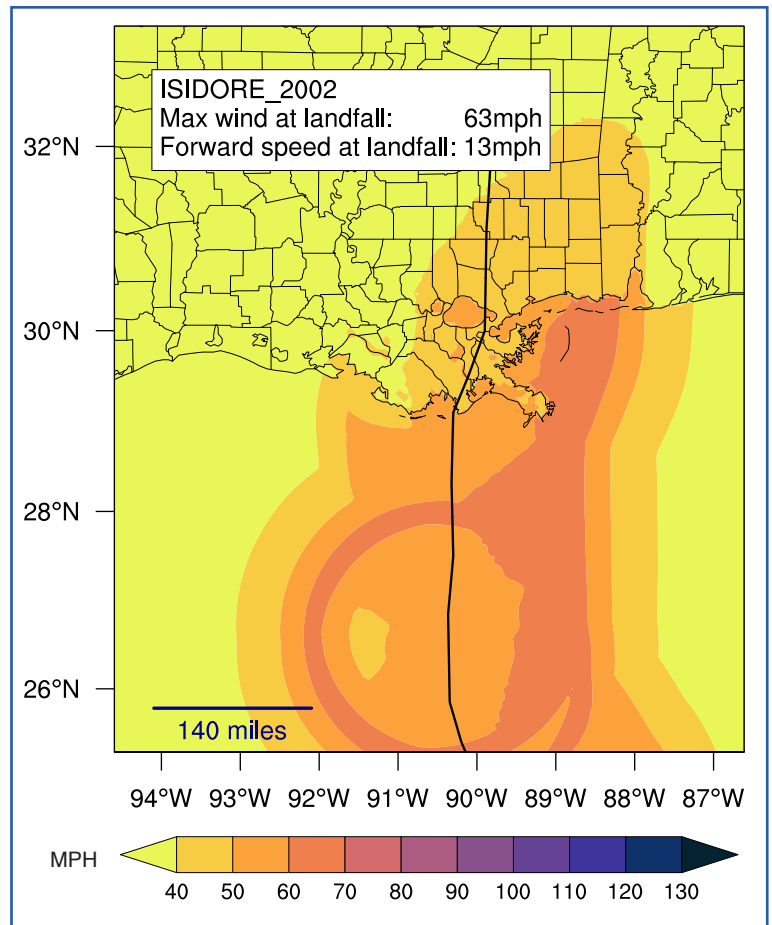 ISIDORE_2002
Max wind at landfall: 63mph
Forward speed at landfall: 13mph
32°N
30°N
28°N
26°N
140 miles
94°W 93°W 92°W 91°W 90°W 89°W 88°W 87°W
MPH
40 50 60 70 80 90 100 110 120 130